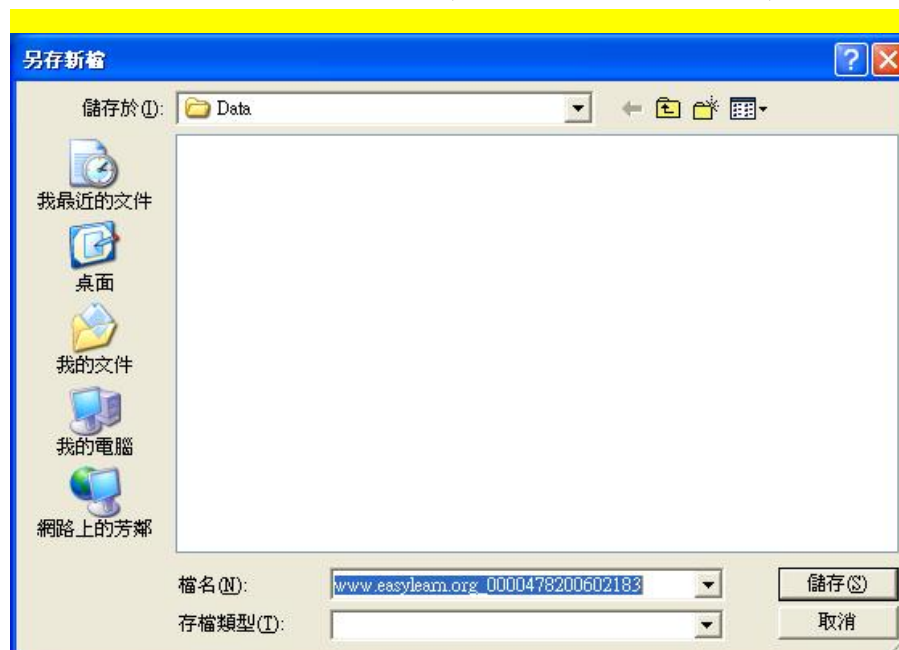 另存新檔
儲存於(I):
Data
我最近的文件
桌面
我的文件
我的電腦
網路上的芳鄰
檔名(N):
www.easylearn.org_0000478200602183
儲存(S)
存檔類型(T):
取消